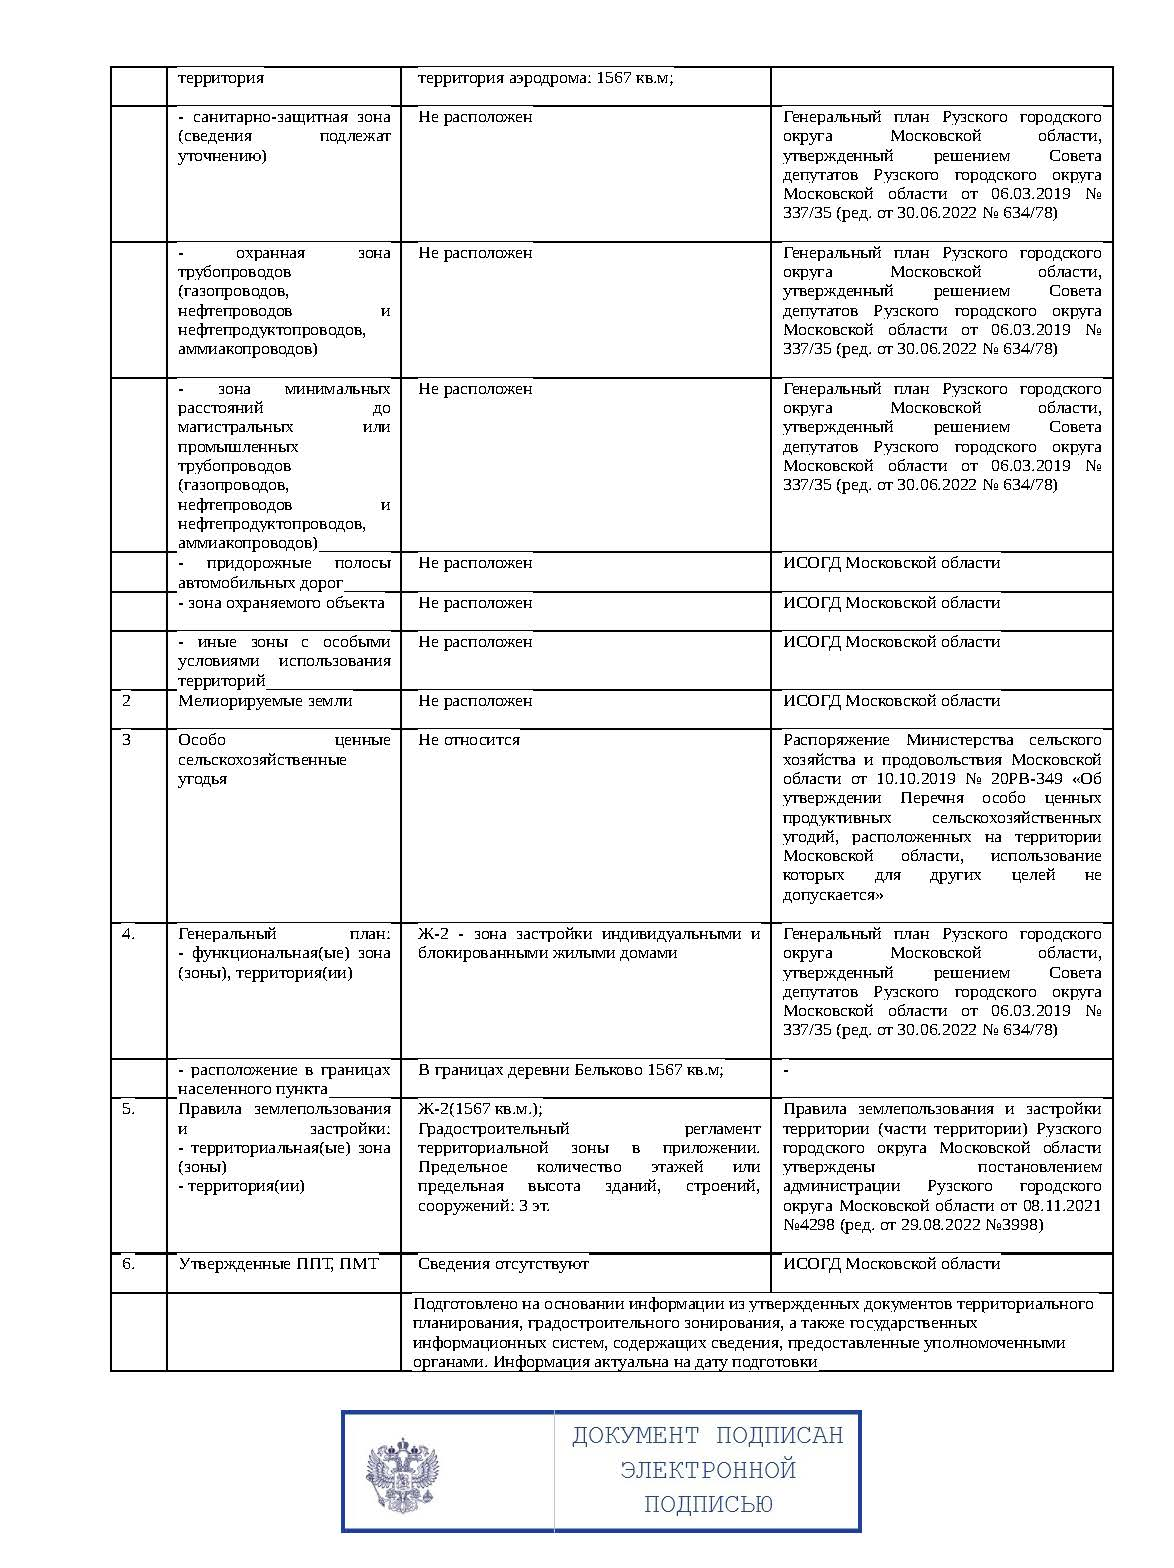 территория
территория аэродрома: 1567 кв.м;
- санитарно-защитная зона
(сведения подлежат
уточнению)
Не расположен
Генеральный план Рузского городского
округа Московской области,
утвержденный решением Совета
депутатов Рузского городского округа
Московской области от 06.03.2019 №
337/35 (ред. от 30.06.2022 № 634/78)
- охранная зона
трубопроводов
(газопроводов,
нефтепроводов и
нефтепродуктопроводов,
аммиакопроводов)
Не расположен
Генеральный план Рузского городского
округа Московской области,
утвержденный решением Совета
депутатов Рузского городского округа
Московской области от 06.03.2019 №
337/35 (ред. от 30.06.2022 № 634/78)
- зона минимальных
расстояний до
магистральных или
промышленных
трубопроводов
(газопроводов,
нефтепроводов и
нефтепродуктопроводов,
аммиакопроводов)
Не расположен
Генеральный план Рузского городского
округа Московской области,
утвержденный решением Совета
депутатов Рузского городского округа
Московской области от 06.03.2019 №
337/35 (ред. от 30.06.2022 № 634/78)
- придорожные полосы
автомобильных дорог
Не расположен
ИСОГД Московской области
- зона охраняемого объекта
Не расположен
ИСОГД Московской области
- иные зоны с особыми
условиями использования
территорий
Не расположен
ИСОГД Московской области
2
Мелиорируемые земли
Не расположен
ИСОГД Московской области
3
Особо ценные
сельскохозяйственные
угодья
Не относится
Распоряжение Министерства сельского
хозяйства и продовольствия Московской
области от 10.10.2019 № 20РВ-349 «Об
утверждении Перечня особо ценных
продуктивных сельскохозяйственных
угодий, расположенных на территории
Московской области, использование
которых для других целей не
допускается»
4.
Генеральный план:
- функциональная(ые) зона
(зоны), территория(ии)
Ж-2 - зона застройки индивидуальными и
блокированными жилыми домами
Генеральный план Рузского городского
округа Московской области,
утвержденный решением Совета
депутатов Рузского городского округа
Московской области от 06.03.2019 №
337/35 (ред. от 30.06.2022 № 634/78)
- расположение в границах
населенного пункта
В границах деревни Бельково 1567 кв.м;
-
5.
Правила землепользования
и застройки:
- территориальная(ые) зона
(зоны)
- территория(ии)
Ж-2(1567 кв.м.);
Градостроительный регламент
территориальной зоны в приложении.
Предельное количество этажей или
предельная высота зданий, строений,
сооружений: 3 эт.
Правила землепользования и застройки
территории (части территории) Рузского
городского округа Московской области
утверждены постановлением
администрации Рузского городского
округа Московской области от 08.11.2021
№4298 (ред. от 29.08.2022 №3998)
6.
Утвержденные ППТ, ПМТ
Сведения отсутствуют
ИСОГД Московской области
Подготовлено на основании информации из утвержденных документов территориального
планирования, градостроительного зонирования, а также государственных
информационных систем, содержащих сведения, предоставленные уполномоченными
органами. Информация актуальна на дату подготовки
ДОКУМЕНТ ПОДПИСАН
ЭЛЕКТРОННОЙ
ПОДПИСЬЮ